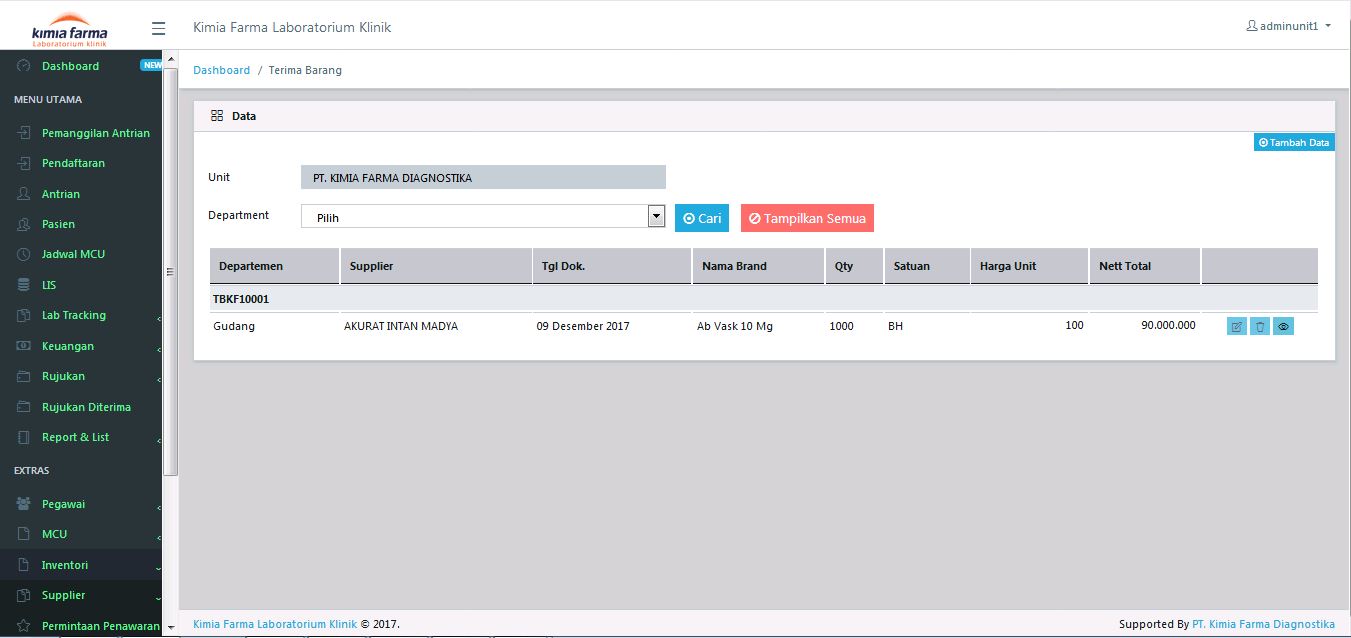 kimia farma
Laboratorium klinik
Kimia Farma Laboratorium Klinik
adminunit1
Dashboard
NEW
MENU UTAMA
Pemanggilan Antrian
Pendaftaran
Antrian
Pasien
Jadwal MCU
LIS
Lab Tracking
Keuangan
Rujukan
Rujukan Diterima
Report & List
EXTRAS
Pegawai
MCU
Inventori
Supplier
Permintaan Penawaran
Dashboard / Terima Barang
Data
Tambah Data
Unit PT. KIMIA FARMA DIAGNOSTIKA
Department Pilih Cari Tampilkan Semua
Departemen Supplier Tgl Dok. Nama Brand Qty Satuan Harga Unit Nett Total
TBKF10001
Gudang AKURAT INTAN MADYA 09 Desember 2017 Ab Vask 10 Mg 1000 BH 100 90.000.000
Kimia Farma Laboratorium Klinik © 2017.
Supported By PT. Kimia Farma Diagnostika